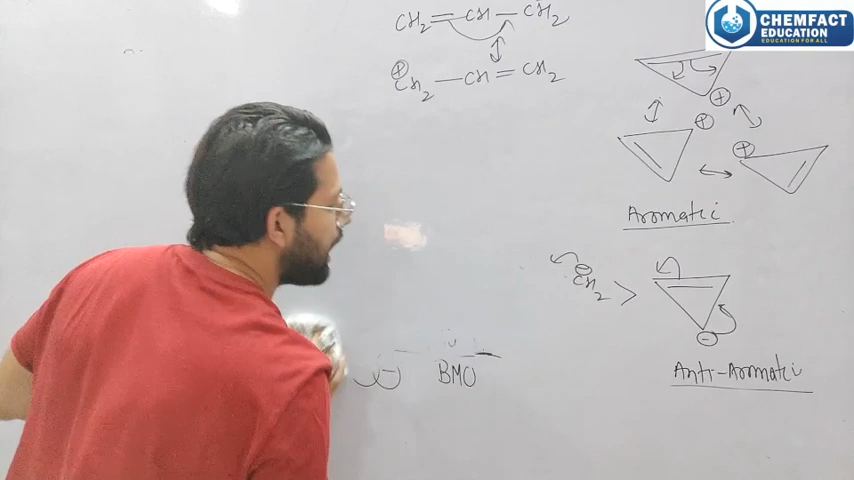 CH2=CH-CH2
⊕CH2-CH=CH2
CHEMFACT
EDUCATION
EDUCATION FOR ALL
⊕
⊕
⊕
Aromatic
CH2 >
⊖
Anti-Aromatic
BMO